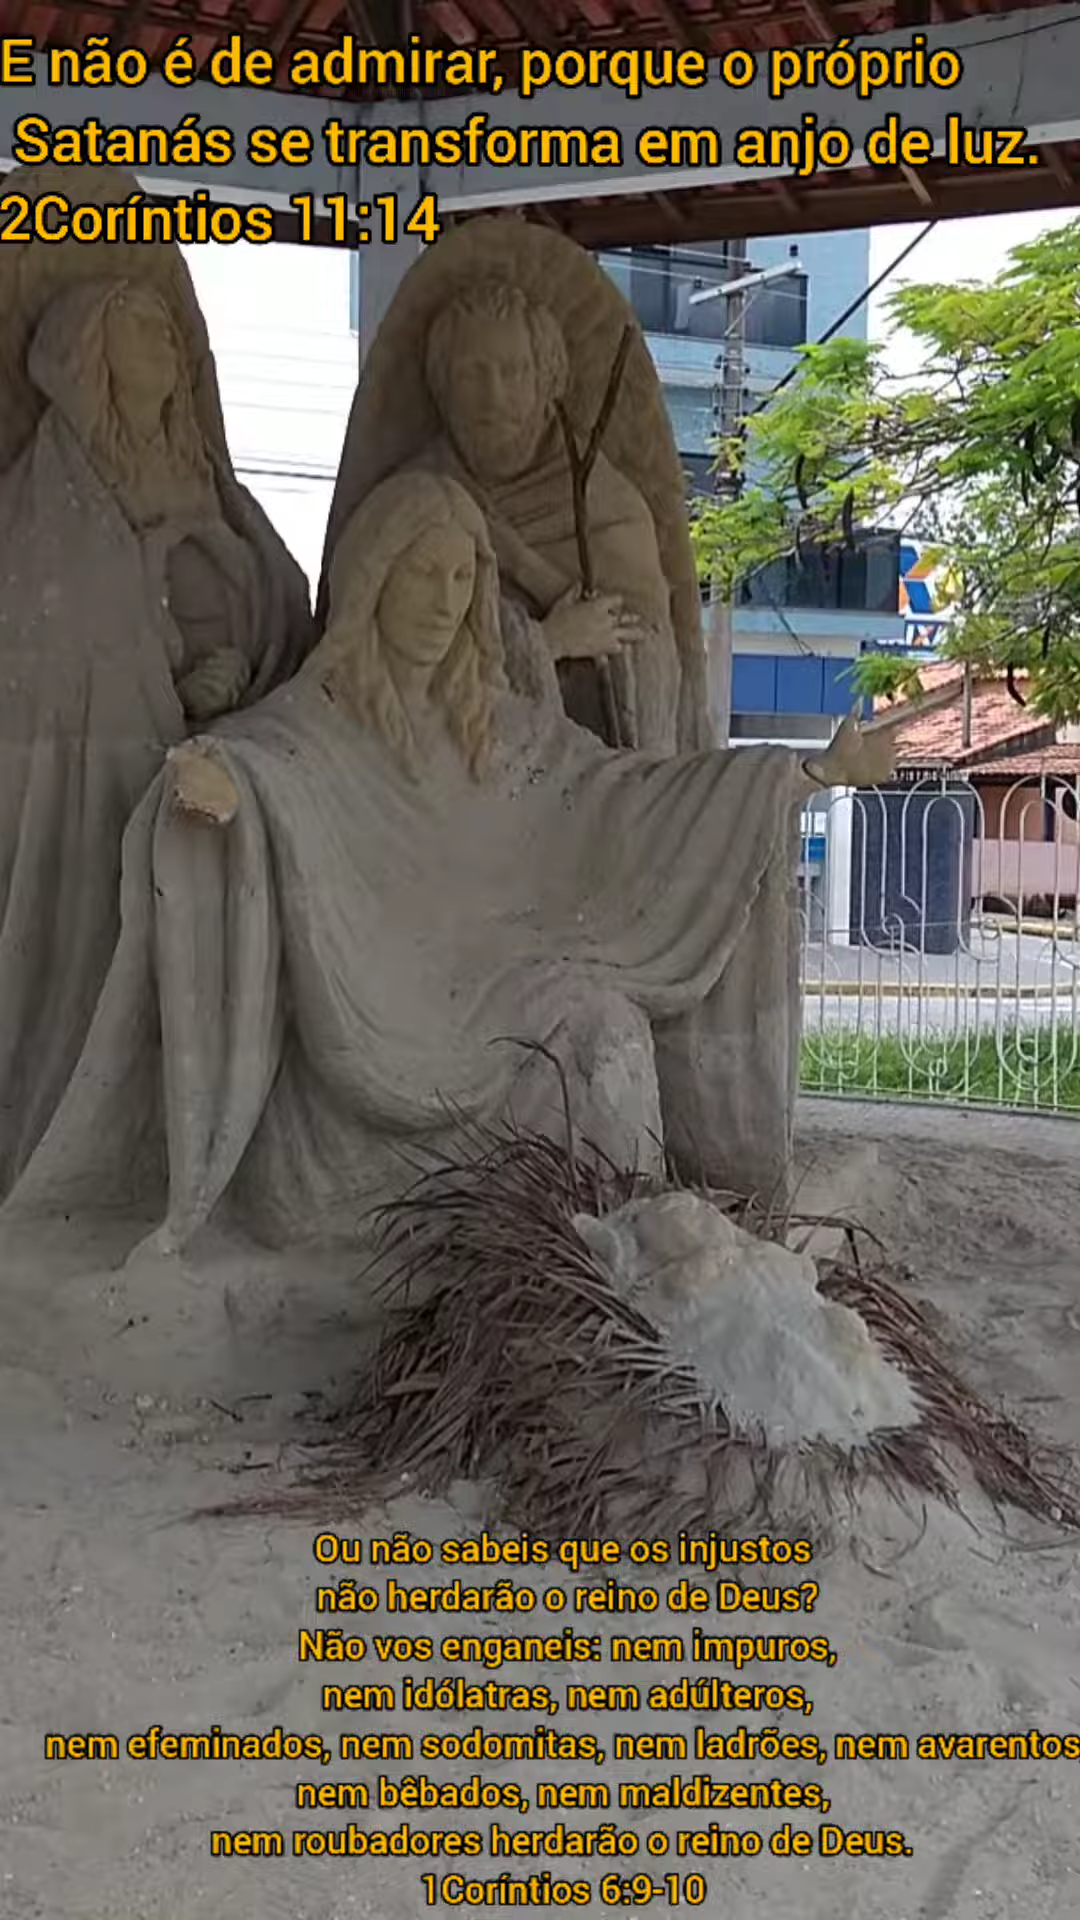 E não é de admirar, porque o próprio
Satanás se transforma em anjo de luz.
2Coríntios 11:14
Ou não sabeis que os injustos
não herdarão o reino de Deus?
Não vos enganeis: nem impuros,
nem idólatras, nem adúlteros,
nem efeminados, nem sodomitas, nem ladrões, nem avarentos
nem bêbados, nem maldizentes,
nem roubadores herdarão o reino de Deus.
1Coríntios 6:9-10